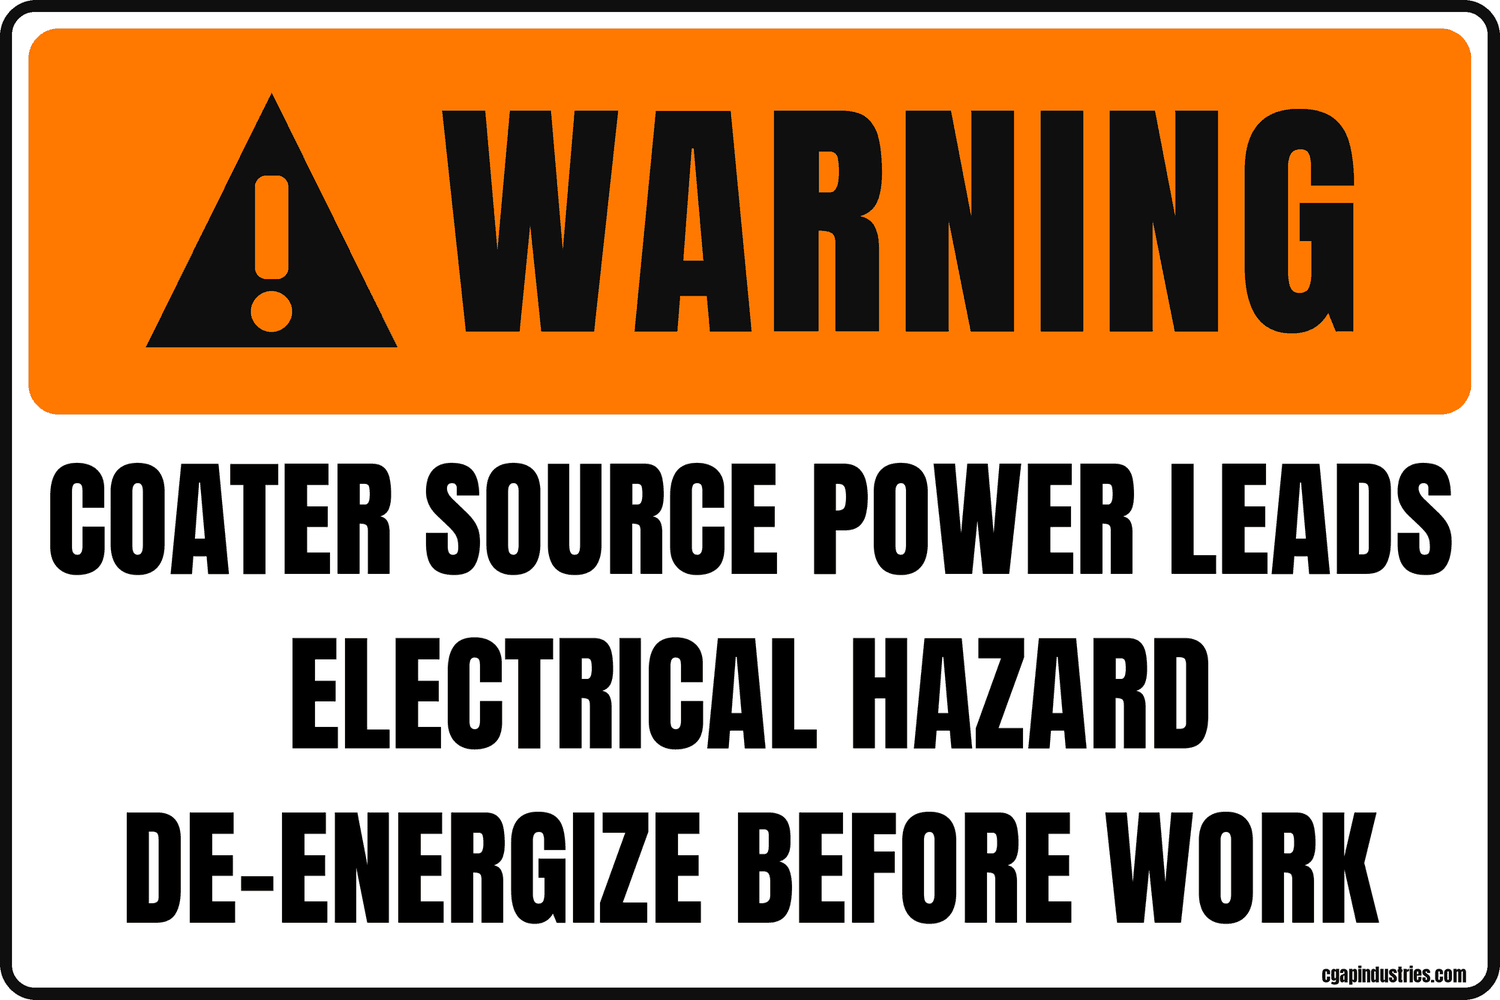 WARNING
COATER SOURCE POWER LEADS
ELECTRICAL HAZARD
DE-ENERGIZE BEFORE WORK
cgapindustries.com